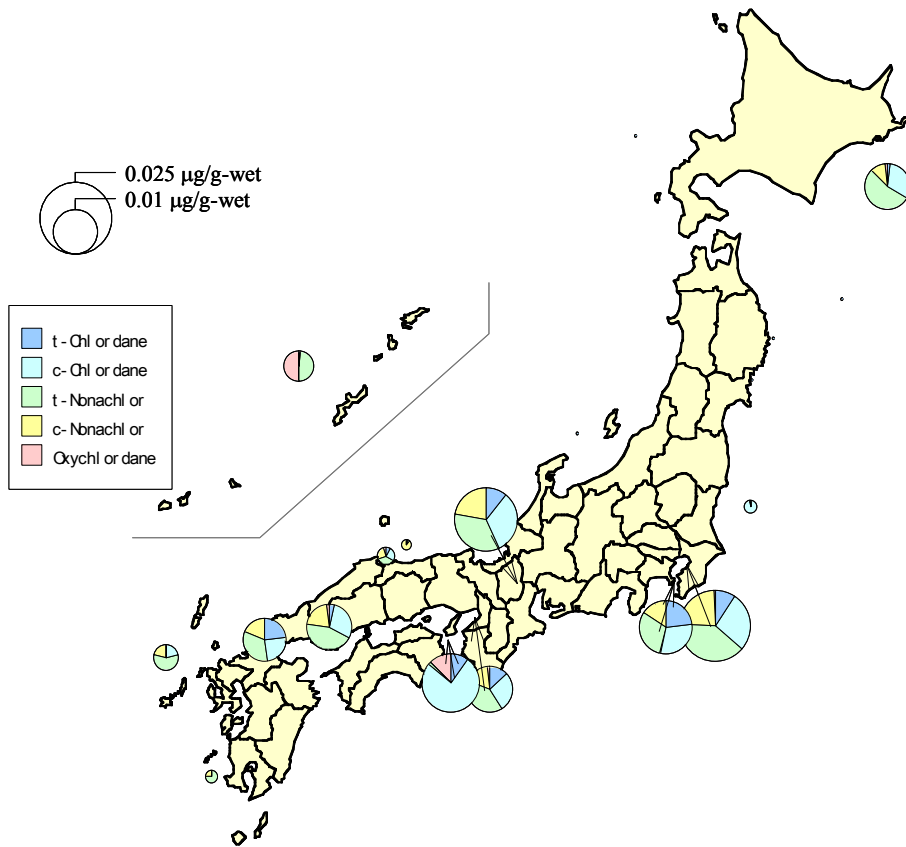 0.025 μg/g-wet
0.01 μg/g-wet
t - Chl or dane
c- Chl or dane
t - Nonachl or
c- Nonachl or
Oxychl or dane